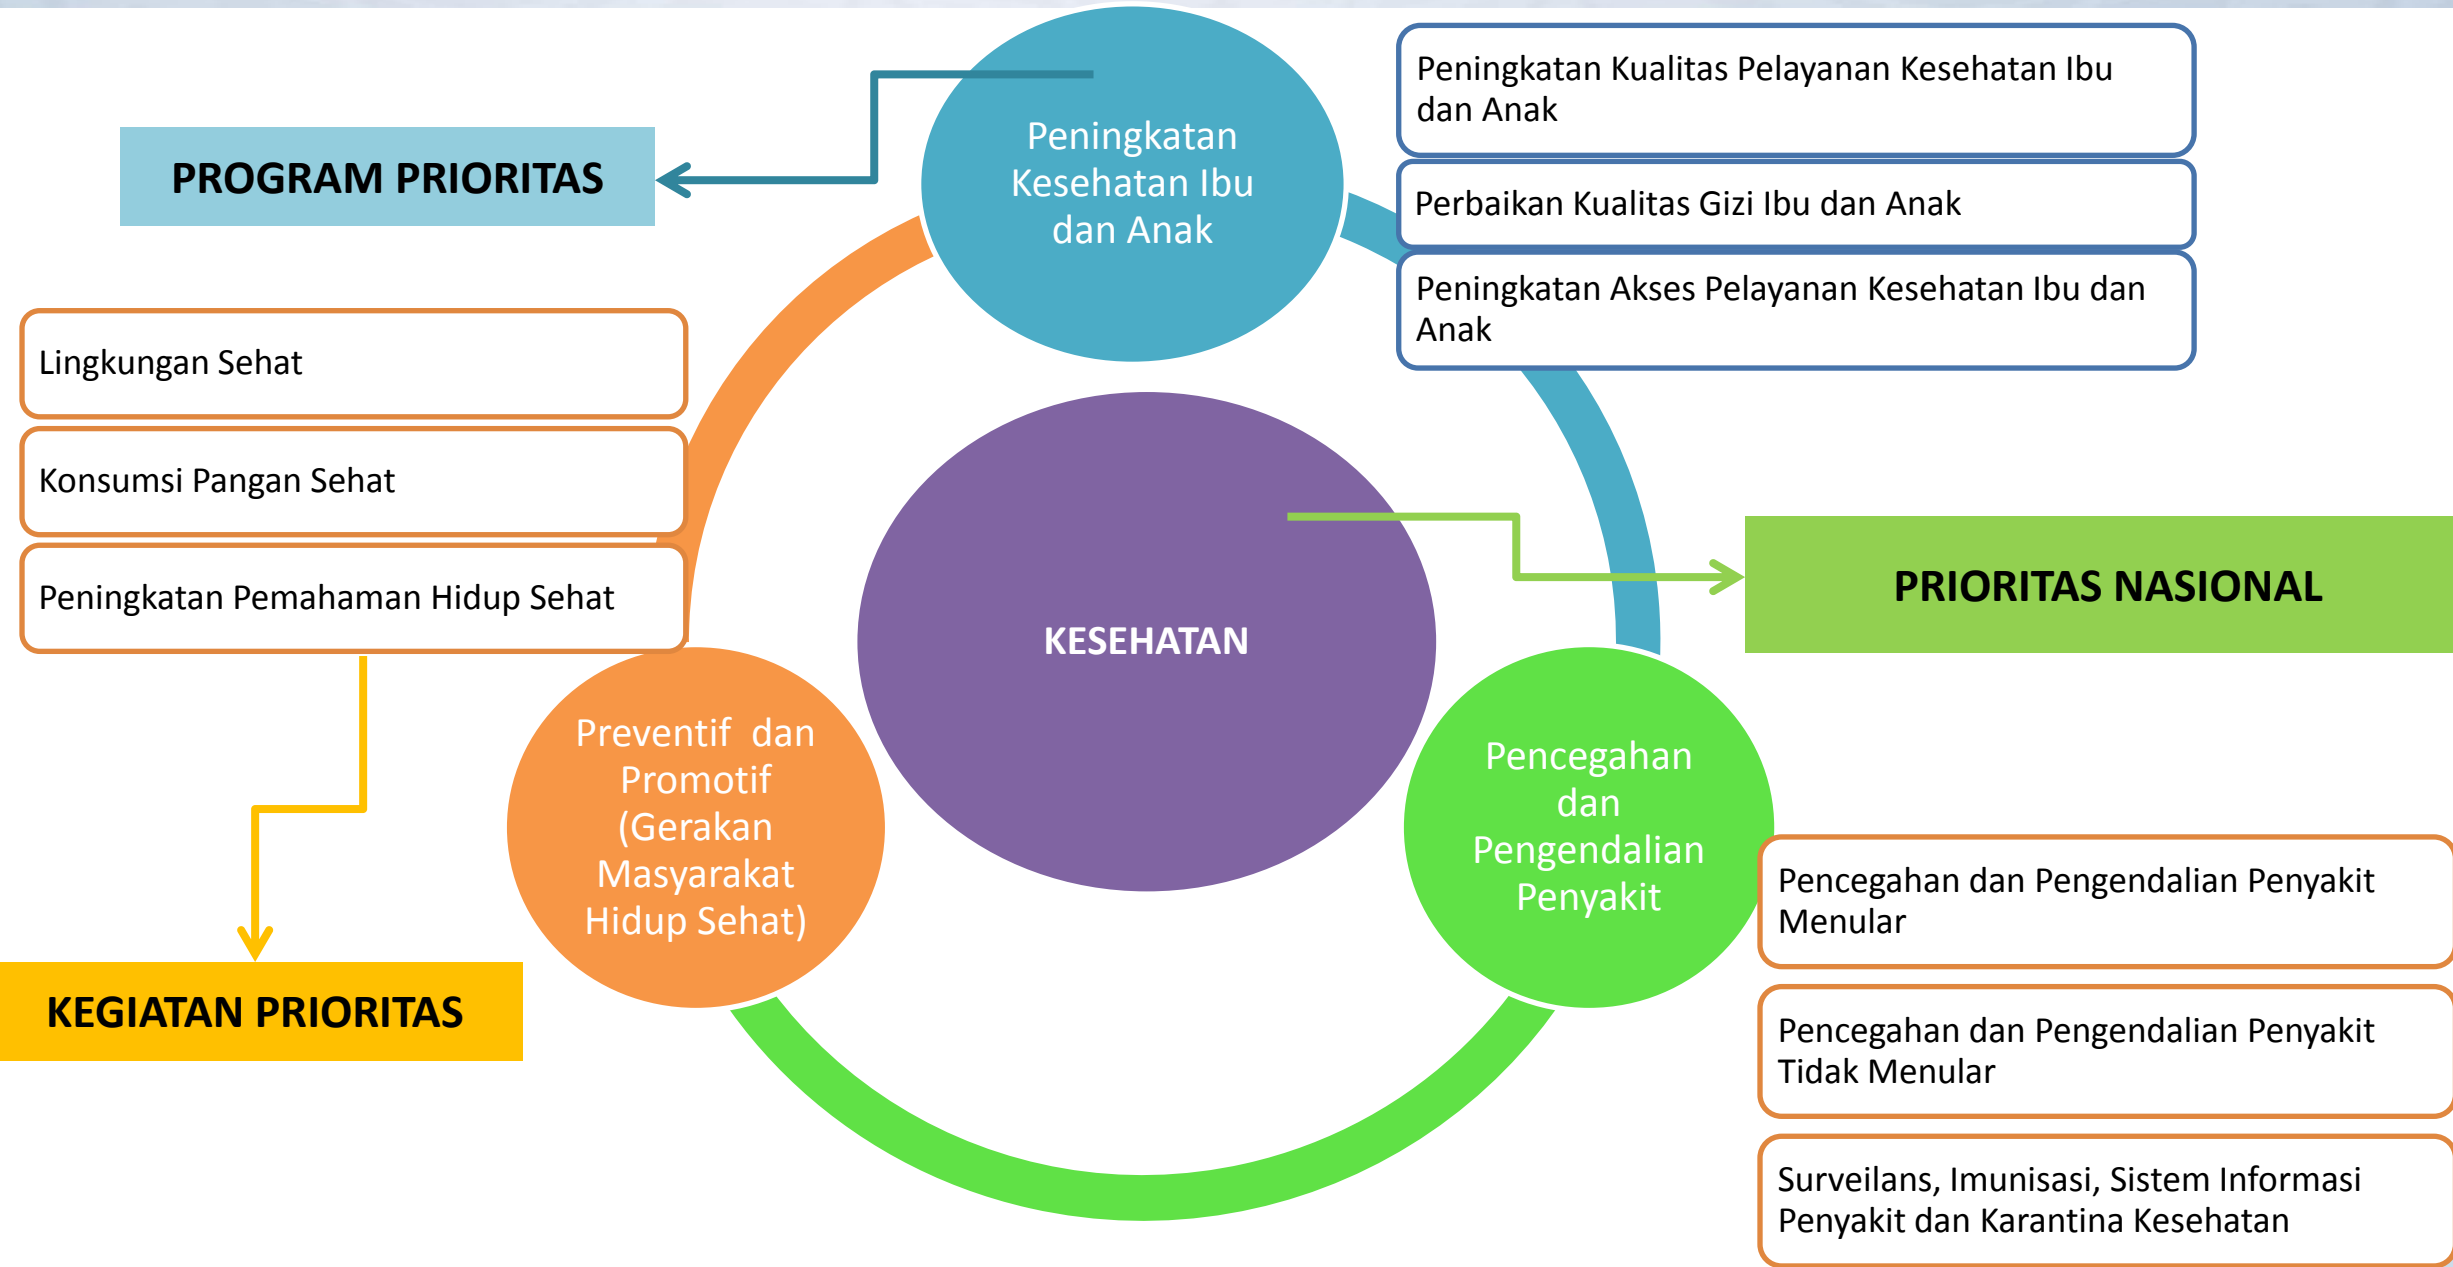 Peningkatan
Kesehatan Ibu
dan Anak
Peningkatan Kualitas Pelayanan Kesehatan Ibu
dan Anak
Perbaikan Kualitas Gizi Ibu dan Anak
Peningkatan Akses Pelayanan Kesehatan Ibu dan
Anak
PROGRAM PRIORITAS
Lingkungan Sehat
Konsumsi Pangan Sehat
Peningkatan Pemahaman Hidup Sehat
KESEHATAN
PRIORITAS NASIONAL
Preventif dan
Promotif
(Gerakan
Masyarakat
Hidup Sehat)
Pencegahan
dan
Pengendalian
Penyakit
KEGIATAN PRIORITAS
Pencegahan dan Pengendalian Penyakit
Menular
Pencegahan dan Pengendalian Penyakit
Tidak Menular
Surveilans, Imunisasi, Sistem Informasi
Penyakit dan Karantina Kesehatan